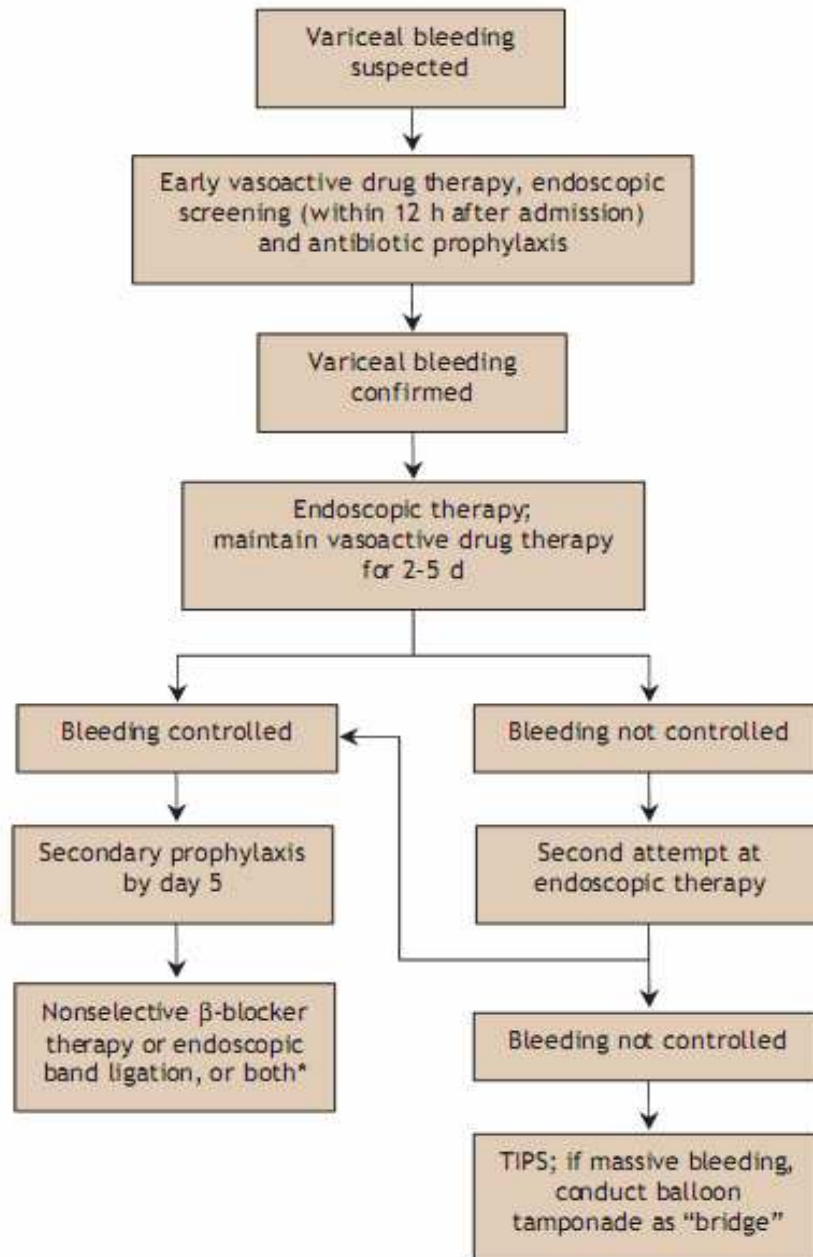 Variceal bleeding
suspected
Early vasoactive drug therapy, endoscopic
screening (within 12 h after admission)
and antibiotic prophylaxis
Variceal bleeding
confirmed
Endoscopic therapy;
maintain vasoactive drug therapy
for 2–5 d
Bleeding controlled
Bleeding not controlled
Secondary prophylaxis
by day 5
Second attempt at
endoscopic therapy
Nonselective β-blocker
therapy or endoscopic
band ligation, or both*
Bleeding not controlled
TIPS; if massive bleeding,
conduct balloon
tamponade as “bridge”